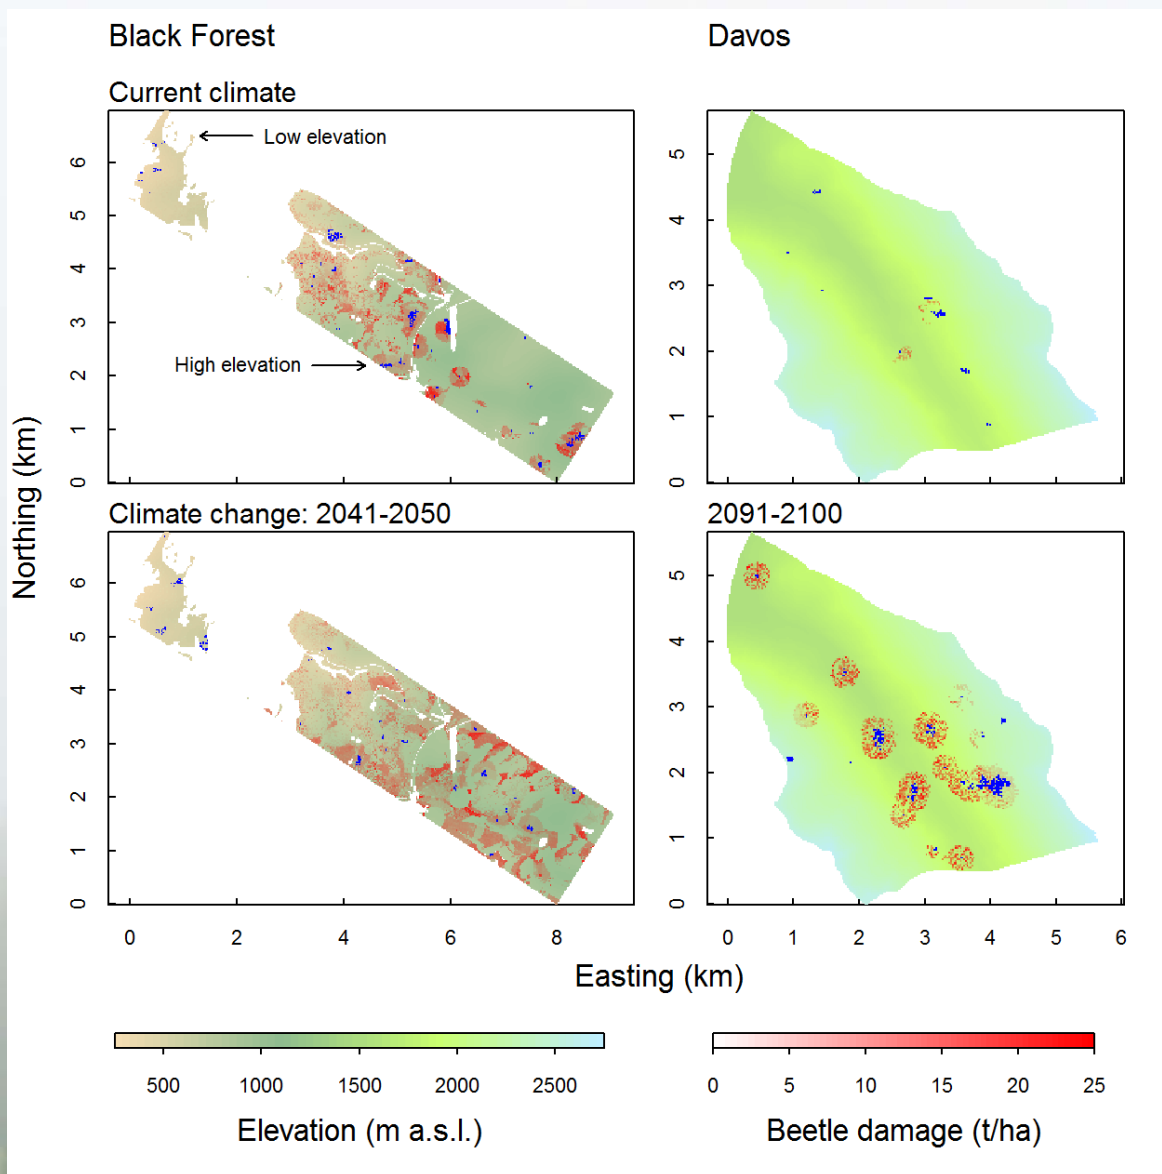 Black Forest
Davos
Current climate
Low elevation
High elevation
6
5
4
3
2
1
0
5
4
3
2
1
0
Climate change: 2041-2050
2091-2100
6
5
4
3
2
1
0
5
4
3
2
1
0
0 2 4 6 8
0 1 2 3 4 5 6
Northing (km)
Easting (km)
500 1000 1500 2000 2500
0 5 10 15 20 25
Elevation (m a.s.l.)
Beetle damage (t/ha)